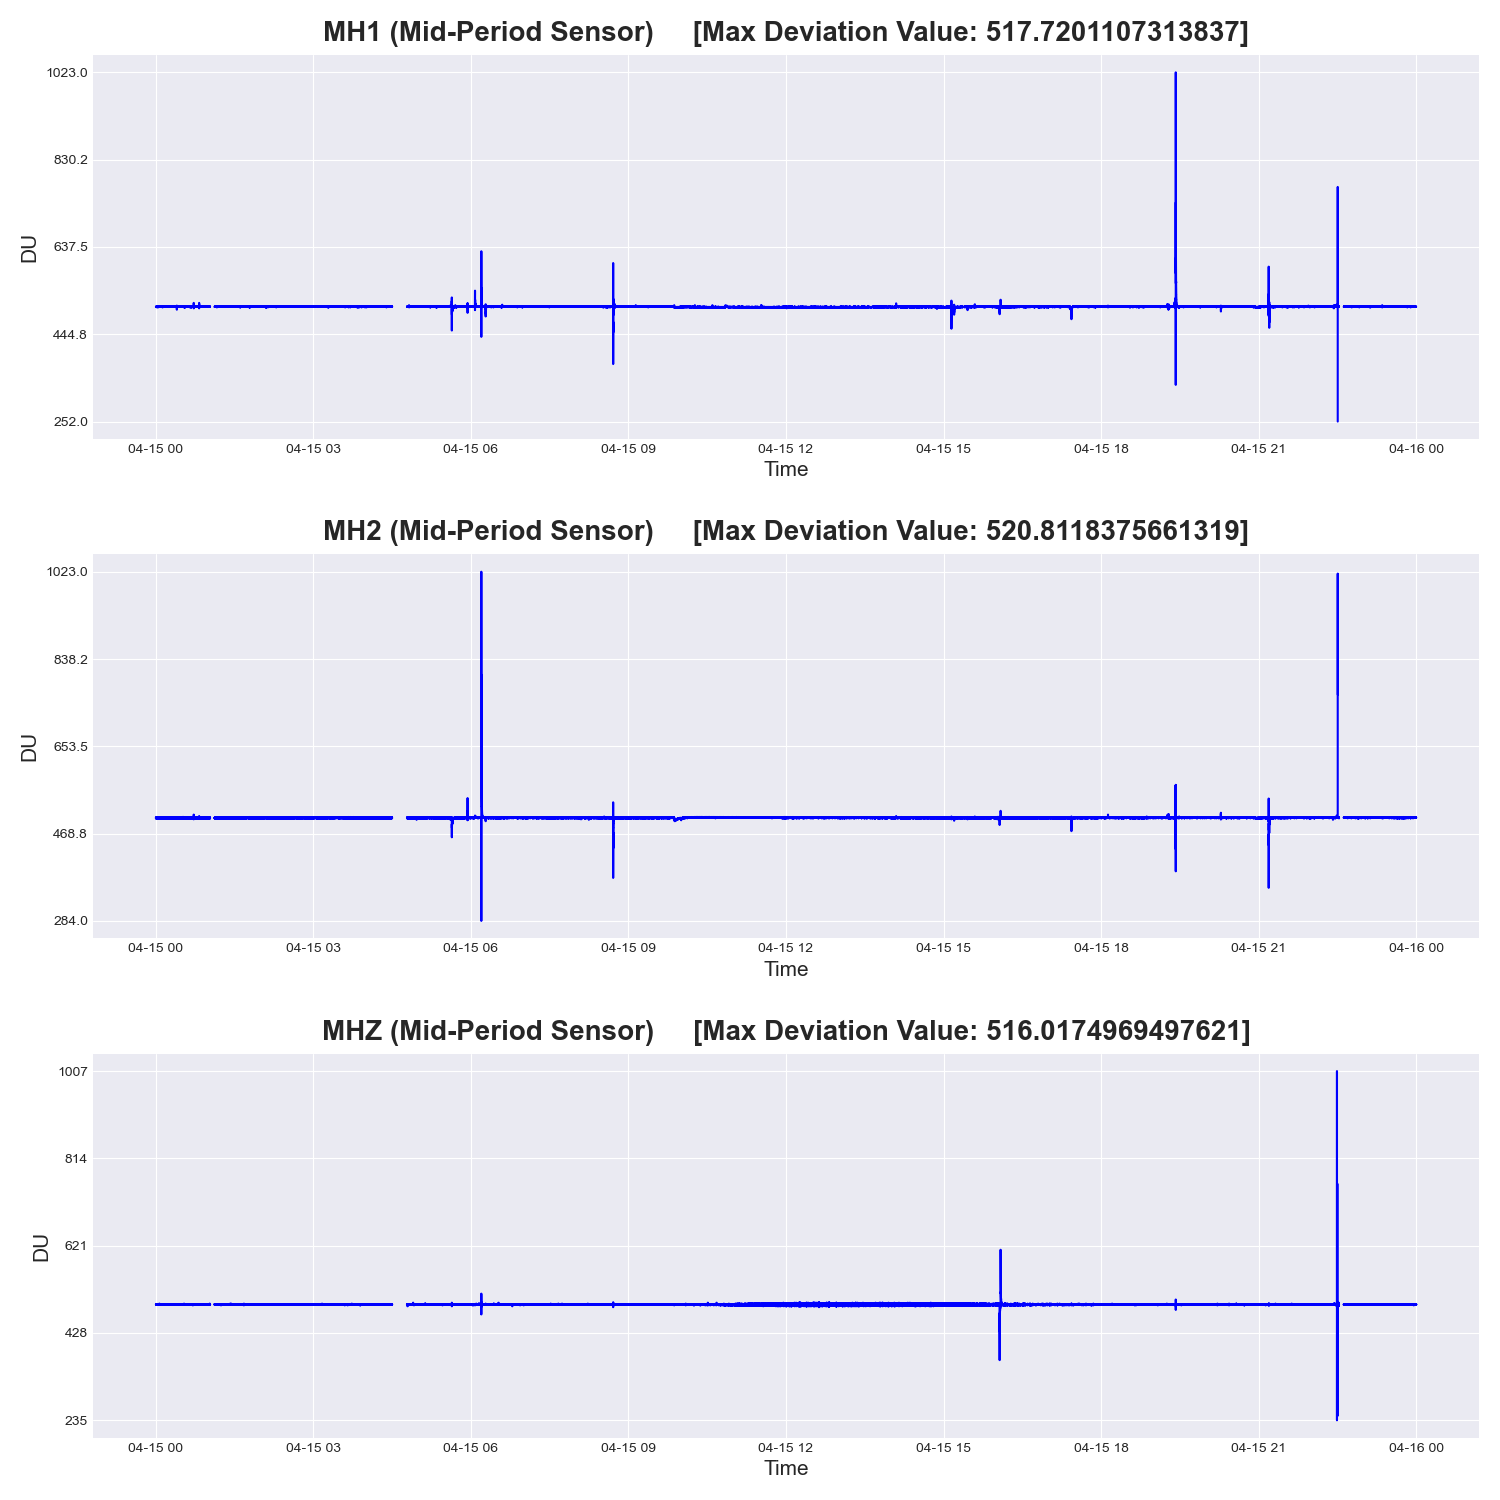 MH1 (Mid-Period Sensor) [Max Deviation Value: 517.7201107313837]
1023.0
830.2
637.5
444.8
252.0
DU
04-15 00 04-15 03 04-15 06 04-15 09 04-15 12 04-15 15 04-15 18 04-15 21 04-16 00
Time
MH2 (Mid-Period Sensor) [Max Deviation Value: 520.8118375661319]
1023.0
838.2
653.5
468.8
284.0
DU
04-15 00 04-15 03 04-15 06 04-15 09 04-15 12 04-15 15 04-15 18 04-15 21 04-16 00
Time
MHZ (Mid-Period Sensor) [Max Deviation Value: 516.0174969497621]
1007
814
621
428
235
DU
04-15 00 04-15 03 04-15 06 04-15 09 04-15 12 04-15 15 04-15 18 04-15 21 04-16 00
Time